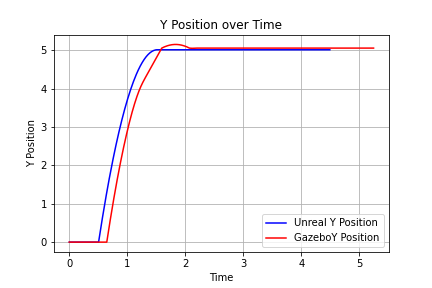 Y Position over Time
Y Position
5
4
3
2
1
0
0 1 2 3 4 5
Time
Unreal Y Position
GazeboY Position